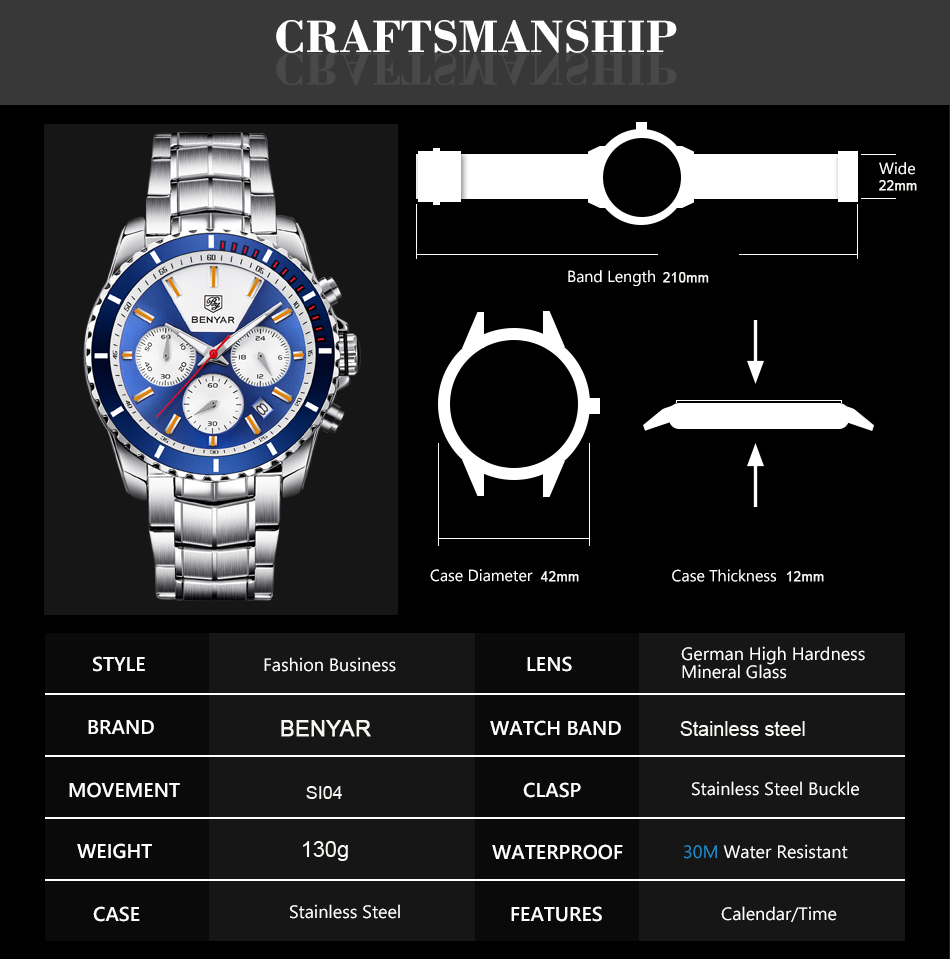 CRAFTSMANSHIP
BENYAR
Wide
22mm
Band Length 210mm
Case Diameter 42mm
Case Thickness 12mm
STYLE Fashion Business LENS German High Hardness
Mineral Glass
BRAND BENYAR WATCH BAND Stainless steel
MOVEMENT SI04 CLASP Stainless Steel Buckle
WEIGHT 130g WATERPROOF 30M Water Resistant
CASE Stainless Steel FEATURES Calendar/Time